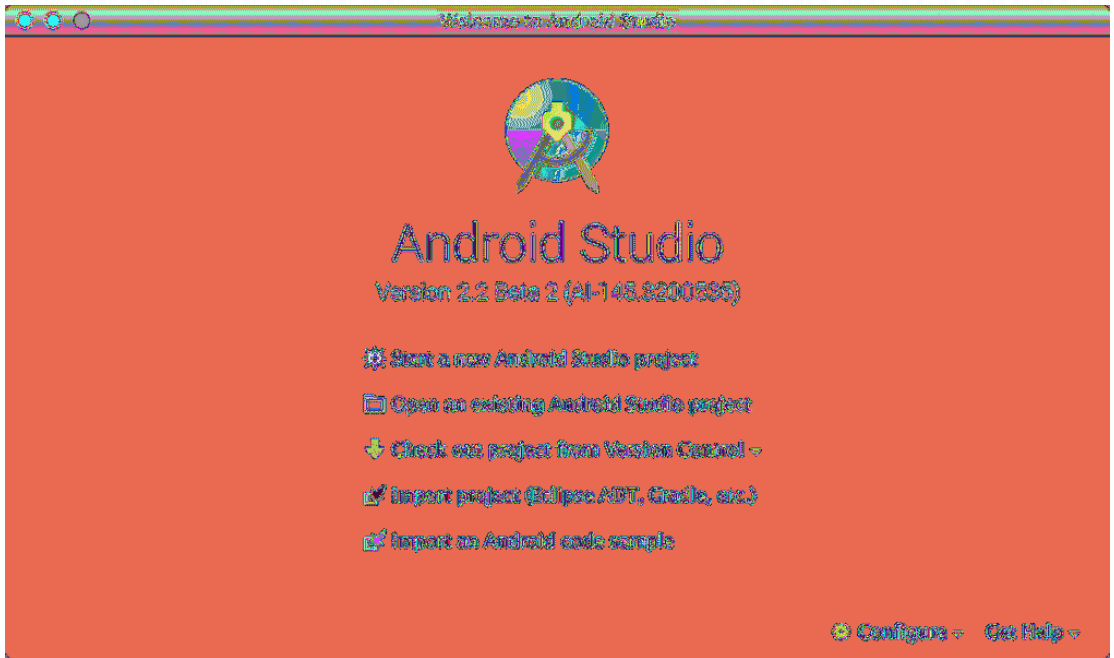 Welcome to Android Studio
Android Studio
Version 2.2 Beta 2 (AI-145.3200535)
Start a new Android Studio project
Open an existing Android Studio project
Check out project from Version Control
Import project (Eclipse ADT, Gradle, etc.)
Import an Android code sample
Configure Get Help